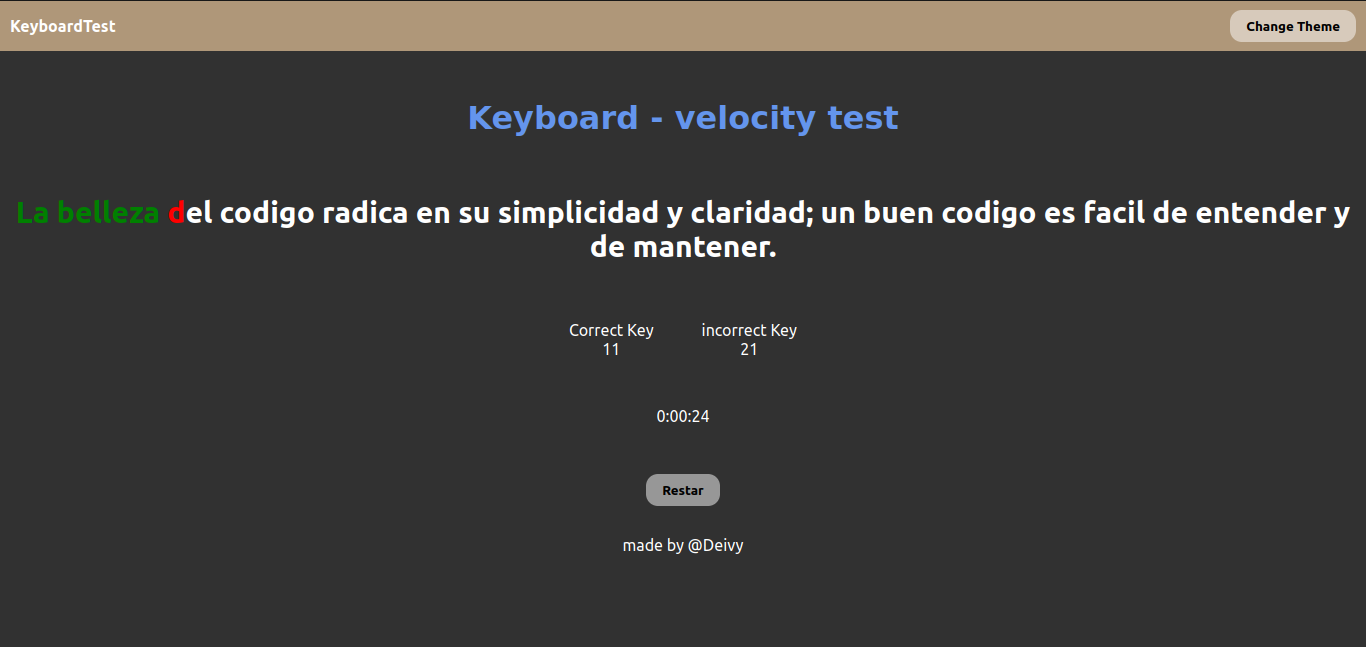 KeyboardTest
Change Theme
Keyboard - velocity test
La belleza del codigo radica en su simplicidad y claridad; un buen codigo es facil de entender y
de mantener.
Correct Key
11
incorrect Key
21
0:00:24
Restar
made by @Deivy